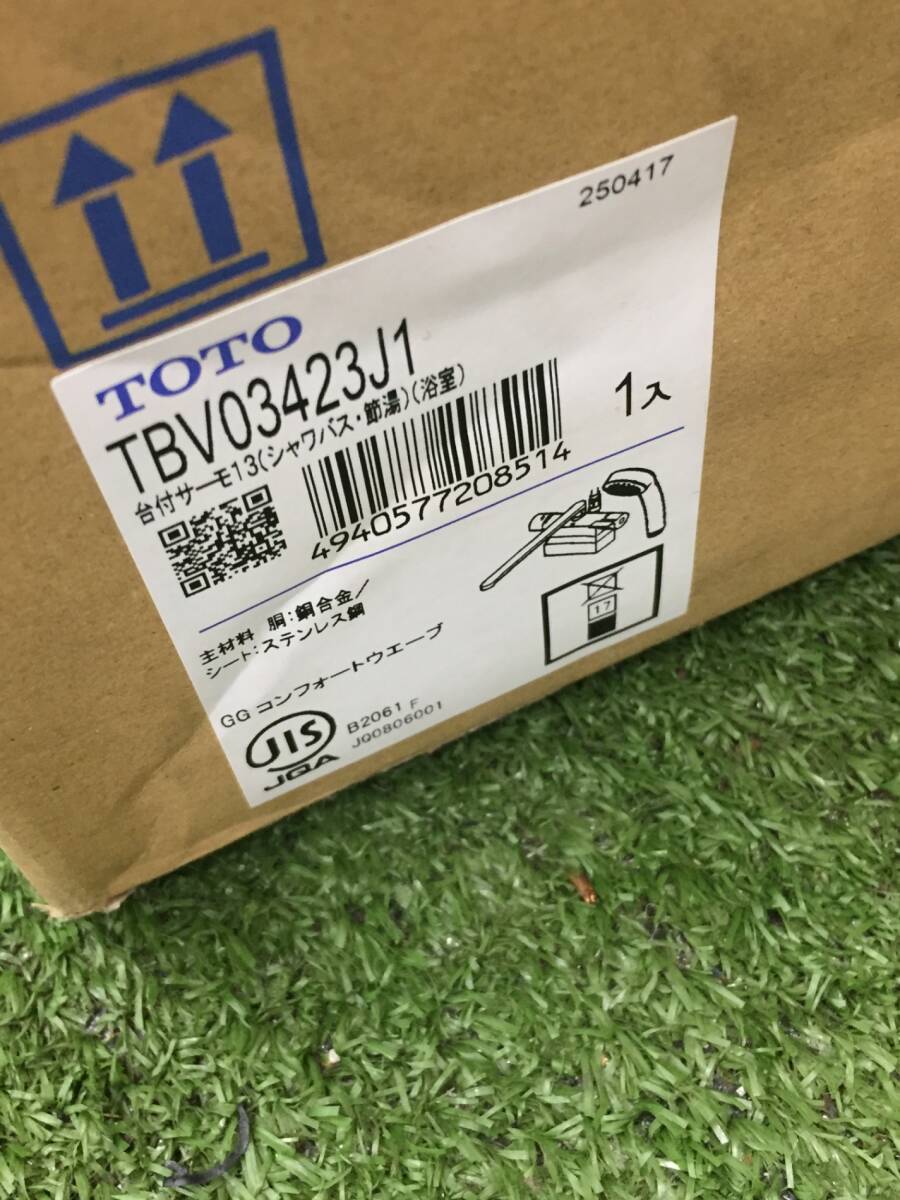 250417
TOTO
TBV03423J1
台付サーモ13(シャワバス・節湯)(浴室)
1入
4940577208514
主材料 胴:銅合金/
シート:ステンレス鋼
17
GG コンフォートウエーブ
JIS
JQA
B2061 F
JQ0806001